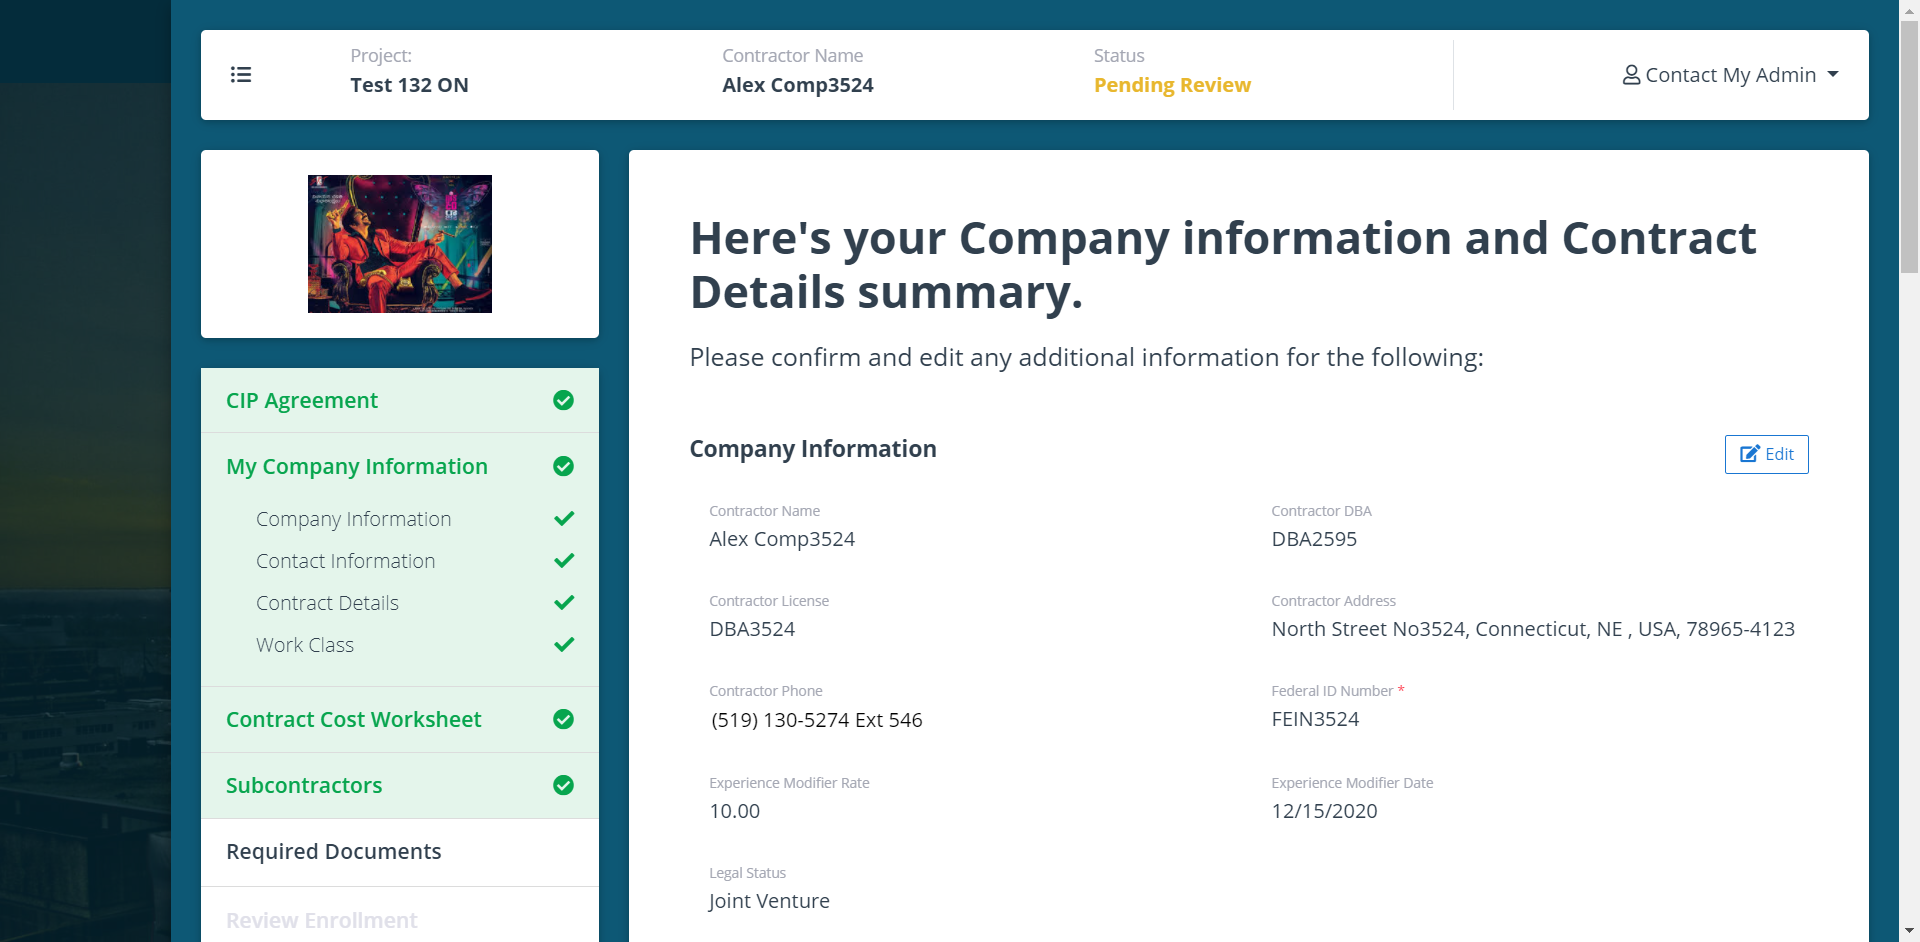 Project:
Test 132 ON
Contractor Name
Alex Comp3524
Status
Pending Review
Contact My Admin
CIP Agreement
My Company Information
Company Information
Contact Information
Contract Details
Work Class
Contract Cost Worksheet
Subcontractors
Required Documents
Review Enrollment
Here's your Company information and Contract
Details summary.
Please confirm and edit any additional information for the following:
Company Information
Edit
Contractor Name
Alex Comp3524
Contractor DBA
DBA2595
Contractor License
DBA3524
Contractor Address
North Street No3524, Connecticut, NE , USA, 78965-4123
Contractor Phone
(519) 130-5274 Ext 546
Federal ID Number *
FEIN3524
Experience Modifier Rate
10.00
Experience Modifier Date
12/15/2020
Legal Status
Joint Venture